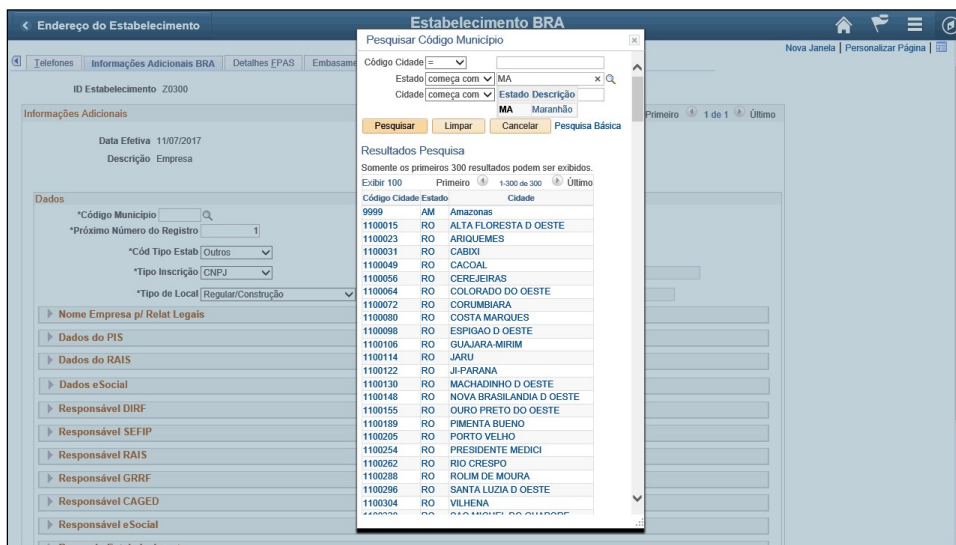 Endereço do Estabelecimento
Estabelecimento BRA
Nova Janela | Personalizar Página |
Telefones
Informações Adicionais BRA
Detalhes FPAS
Embasame
ID Estabelecimento Z0300
Informações Adicionais
Primeiro 1 de 1 Último
Data Efetiva 11/07/2017
Descrição Empresa
Dados
*Código Município
*Próximo Número do Registro 1
*Cód Tipo Estab Outros
*Tipo Inscrição CNPJ
*Tipo de Local Regular/Construção
Nome Empresa p/ Relat Legais
Dados do PIS
Dados do RAIS
Dados eSocial
Responsável DIRF
Responsável SEFIP
Responsável RAIS
Responsável GRRF
Responsável CAGED
Responsável eSocial
Pesquisar Código Município
Código Cidade =
Estado começa com MA
Cidade começa com
Estado Descrição
MA Maranhão
Pesquisar Limpar Cancelar Pesquisa Básica
Resultados Pesquisa
Somente os primeiros 300 resultados podem ser exibidos.
Exibir 100 Primeiro 1-300 de 300 Último
Código Cidade Estado Cidade
9999 AM Amazonas
1100015 RO ALTA FLORESTA D OESTE
1100023 RO ARIQUEMES
1100031 RO CABIXI
1100049 RO CACOAL
1100056 RO CEREJEIRAS
1100064 RO COLORADO DO OESTE
1100072 RO CORUMBIARA
1100080 RO COSTA MARQUES
1100098 RO ESPIGAO D OESTE
1100106 RO GUAJARA-MIRIM
1100114 RO JARU
1100122 RO JI-PARANA
1100130 RO MACHADINHO D OESTE
1100148 RO NOVA BRASILANDIA D OESTE
1100155 RO OURO PRETO DO OESTE
1100189 RO PIMENTA BUENO
1100205 RO PORTO VELHO
1100254 RO PRESIDENTE MEDICI
1100262 RO RIO CRESPO
1100288 RO ROLIM DE MOURA
1100296 RO SANTA LUZIA D OESTE
1100304 RO VILHENA